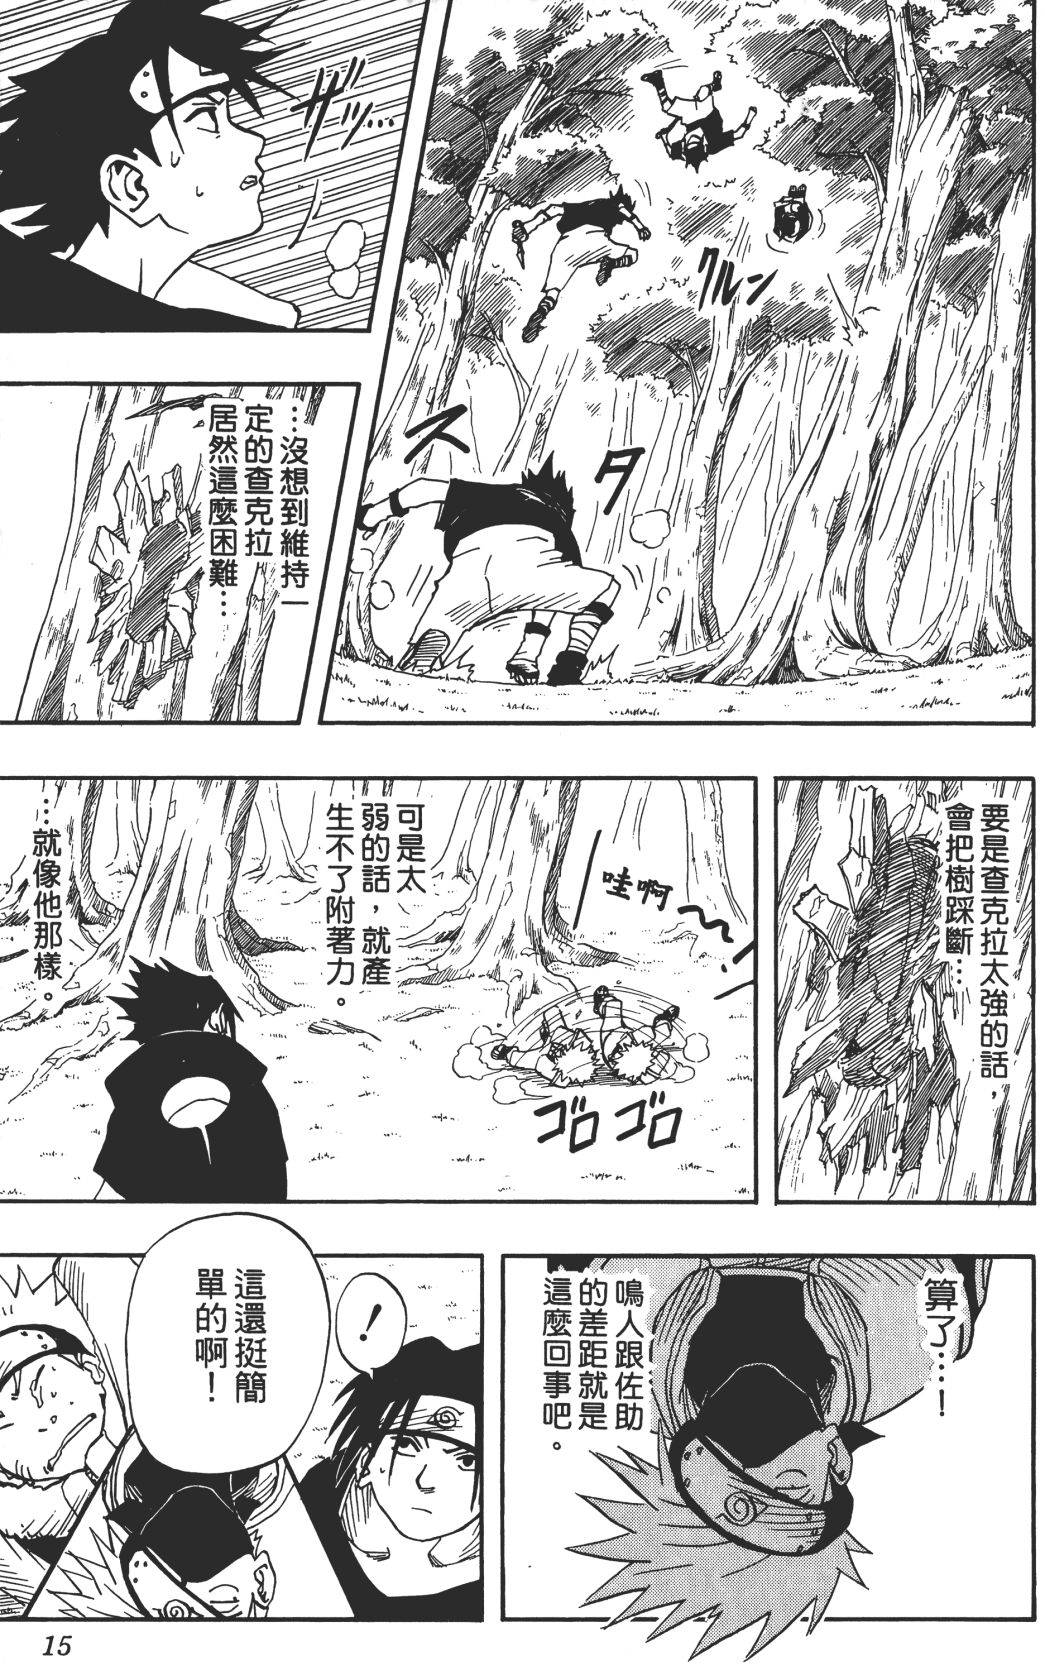 クルン
スタ
ザッ…
…沒想到維持一
定的查克拉
居然這麼困難…
要是查克拉太強的話，
會把樹踩斷…
哇啊
可是太
弱的話，就產
生不了附著力。
ゴロゴロ
…就像他那樣。
算了…！
鳴人跟佐助
的差距就是
這麼回事吧。
！
這還挺簡
單的啊！
15